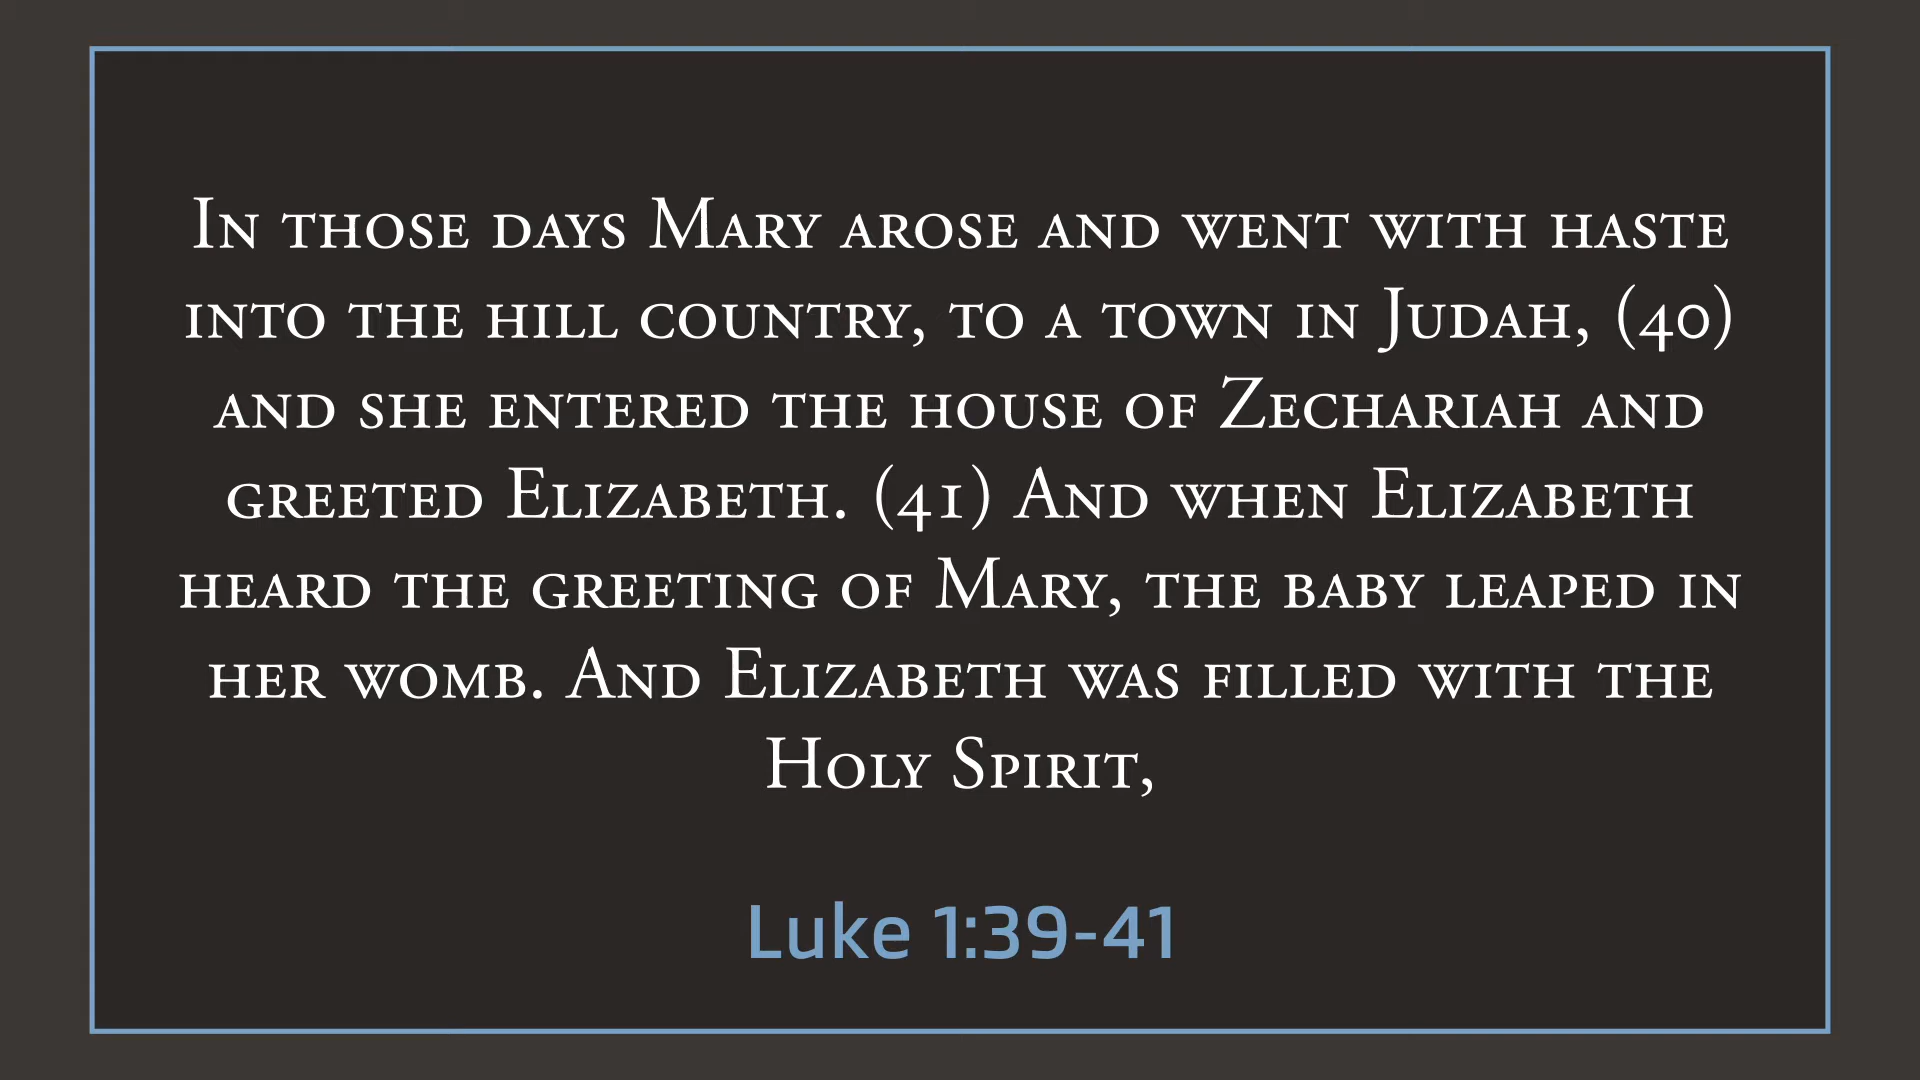 In those days Mary arose and went with haste
into the hill country, to a town in Judah, (40)
and she entered the house of Zechariah and
greeted Elizabeth. (41) And when Elizabeth
heard the greeting of Mary, the baby leaped in
her womb. And Elizabeth was filled with the
Holy Spirit,
Luke 1:39-41